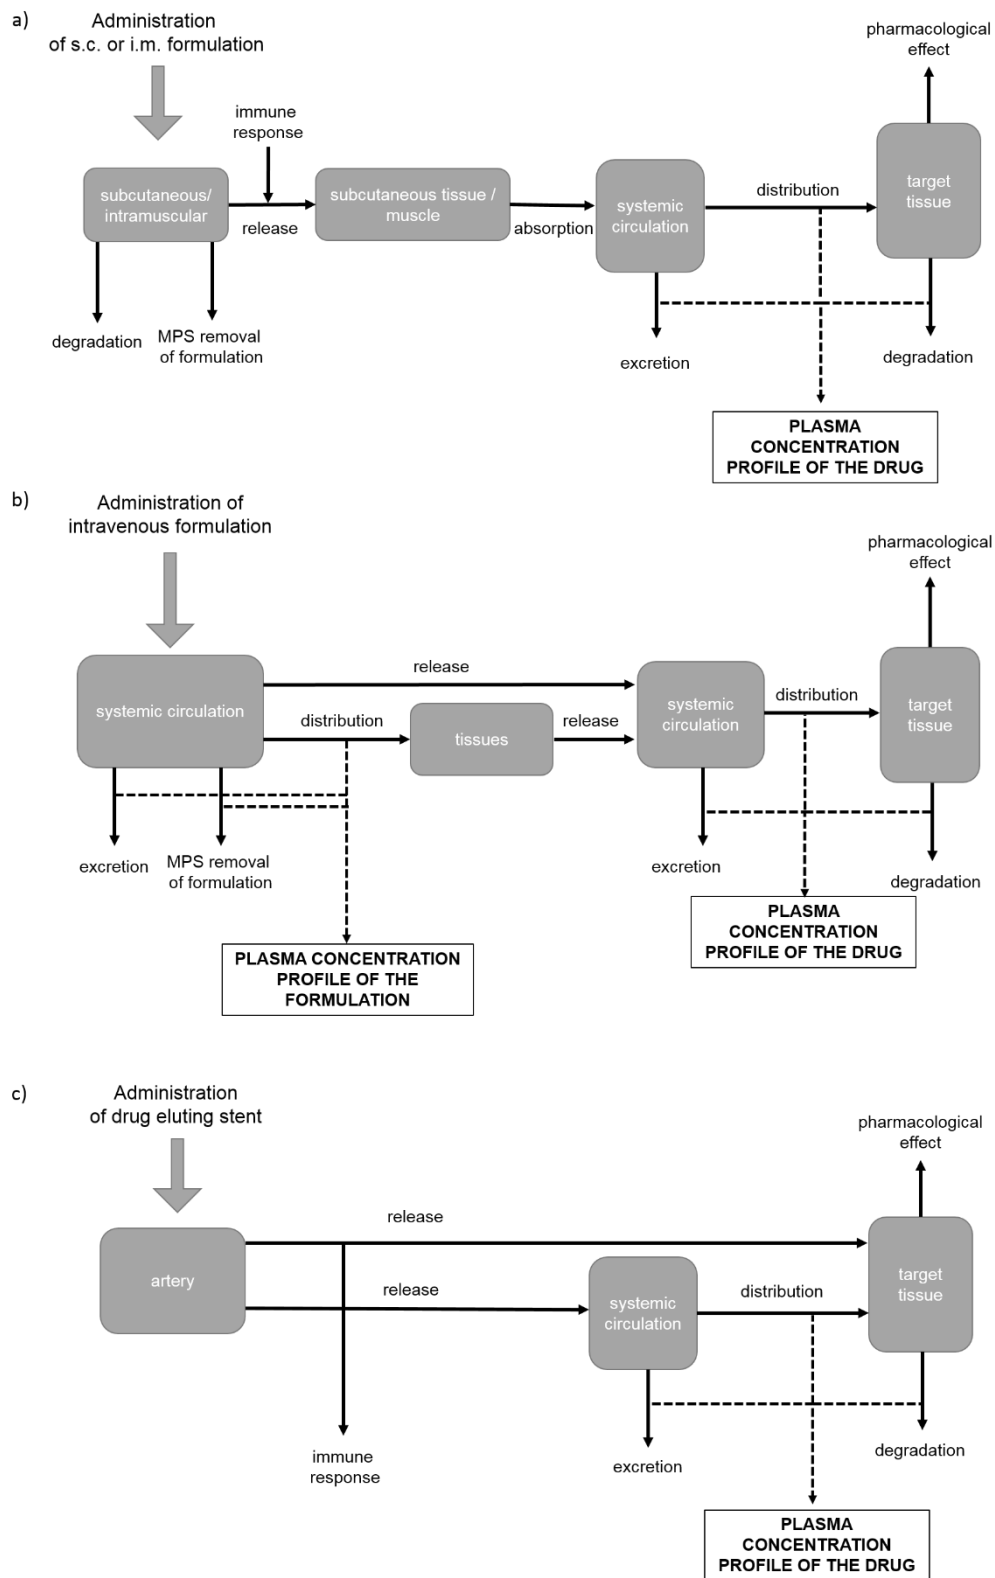 a)
Administration
of s.c. or i.m. formulation
pharmacological
effect
immune
response
subcutaneous/
intramuscular
release
subcutaneous tissue /
muscle
absorption
systemic
circulation
distribution
target
tissue
degradation
MPS removal
of formulation
excretion
degradation
PLASMA
CONCENTRATION
PROFILE OF THE DRUG
b)
Administration of
intravenous formulation
pharmacological
effect
systemic circulation
release
distribution
tissues
release
systemic
circulation
distribution
target
tissue
excretion
MPS removal
of formulation
excretion
degradation
PLASMA CONCENTRATION
PROFILE OF THE
FORMULATION
PLASMA
CONCENTRATION
PROFILE OF THE DRUG
c)
Administration
of drug eluting stent
pharmacological
effect
artery
release
release
systemic
circulation
distribution
target
tissue
immune
response
excretion
degradation
PLASMA
CONCENTRATION
PROFILE OF THE DRUG